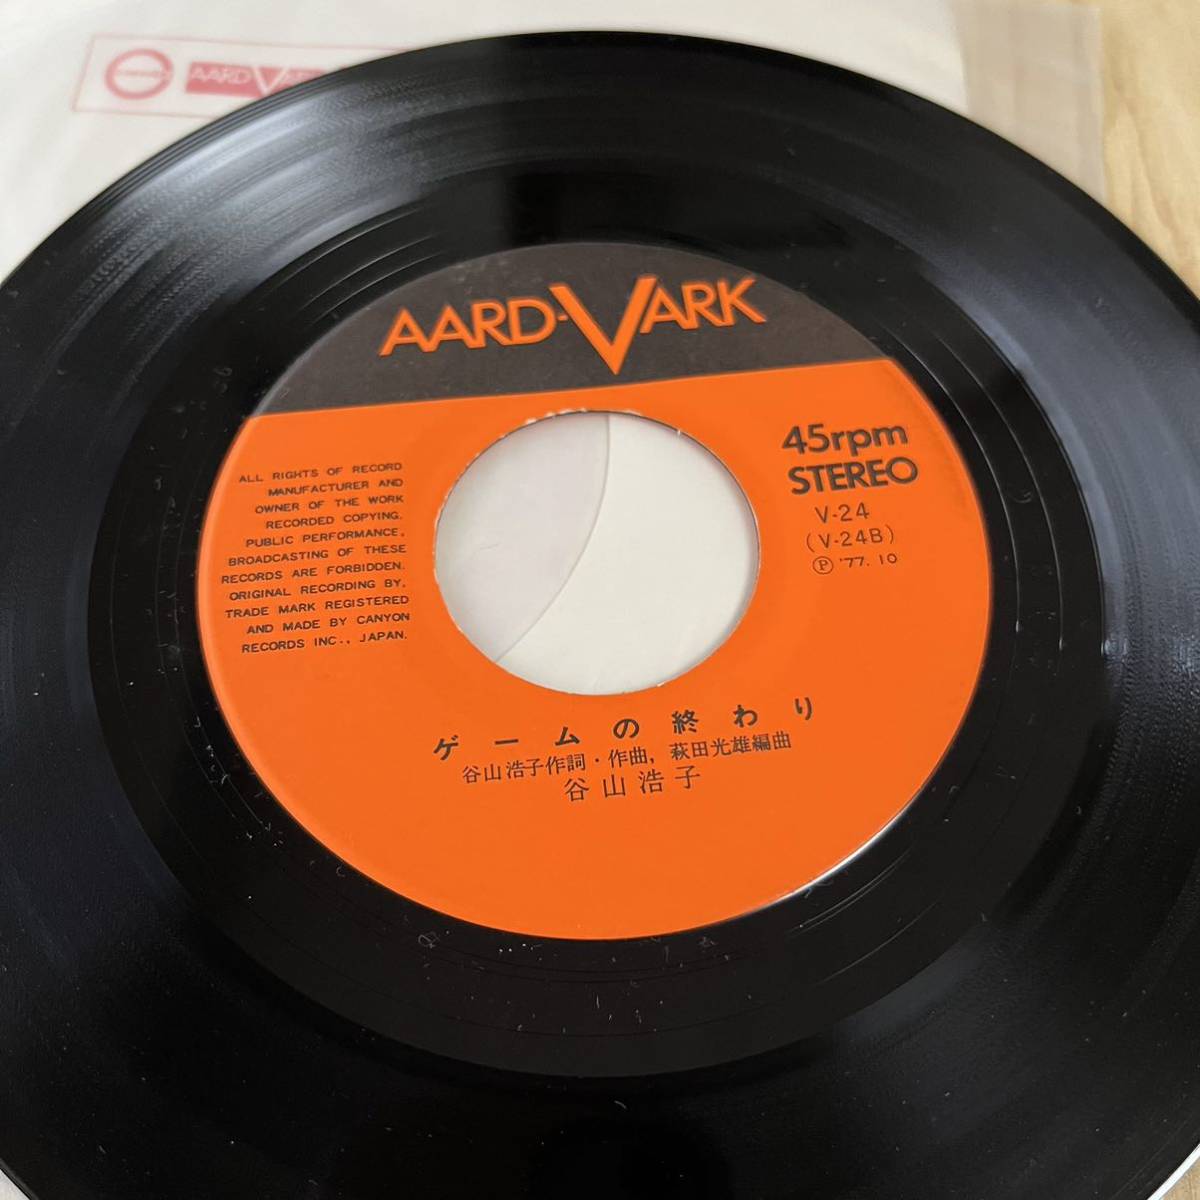 AARD-VARK
AARD-VARK
45rpm
STEREO
V-24
(V-24B)
Ⓟ '77. 10
ALL RIGHTS OF RECORD
MANUFACTURER AND
OWNER OF THE WORK
RECORDED COPYING.
PUBLIC PERFORMANCE,
BROADCASTING OF THESE
RECORDS ARE FORBIDDEN.
ORIGINAL RECORDING BY,
TRADE MARK REGISTERED
AND MADE BY CANYON
RECORDS INC., JAPAN.
ゲームの終わり
谷山浩子作詞・作曲, 萩田光雄編曲
谷山浩子